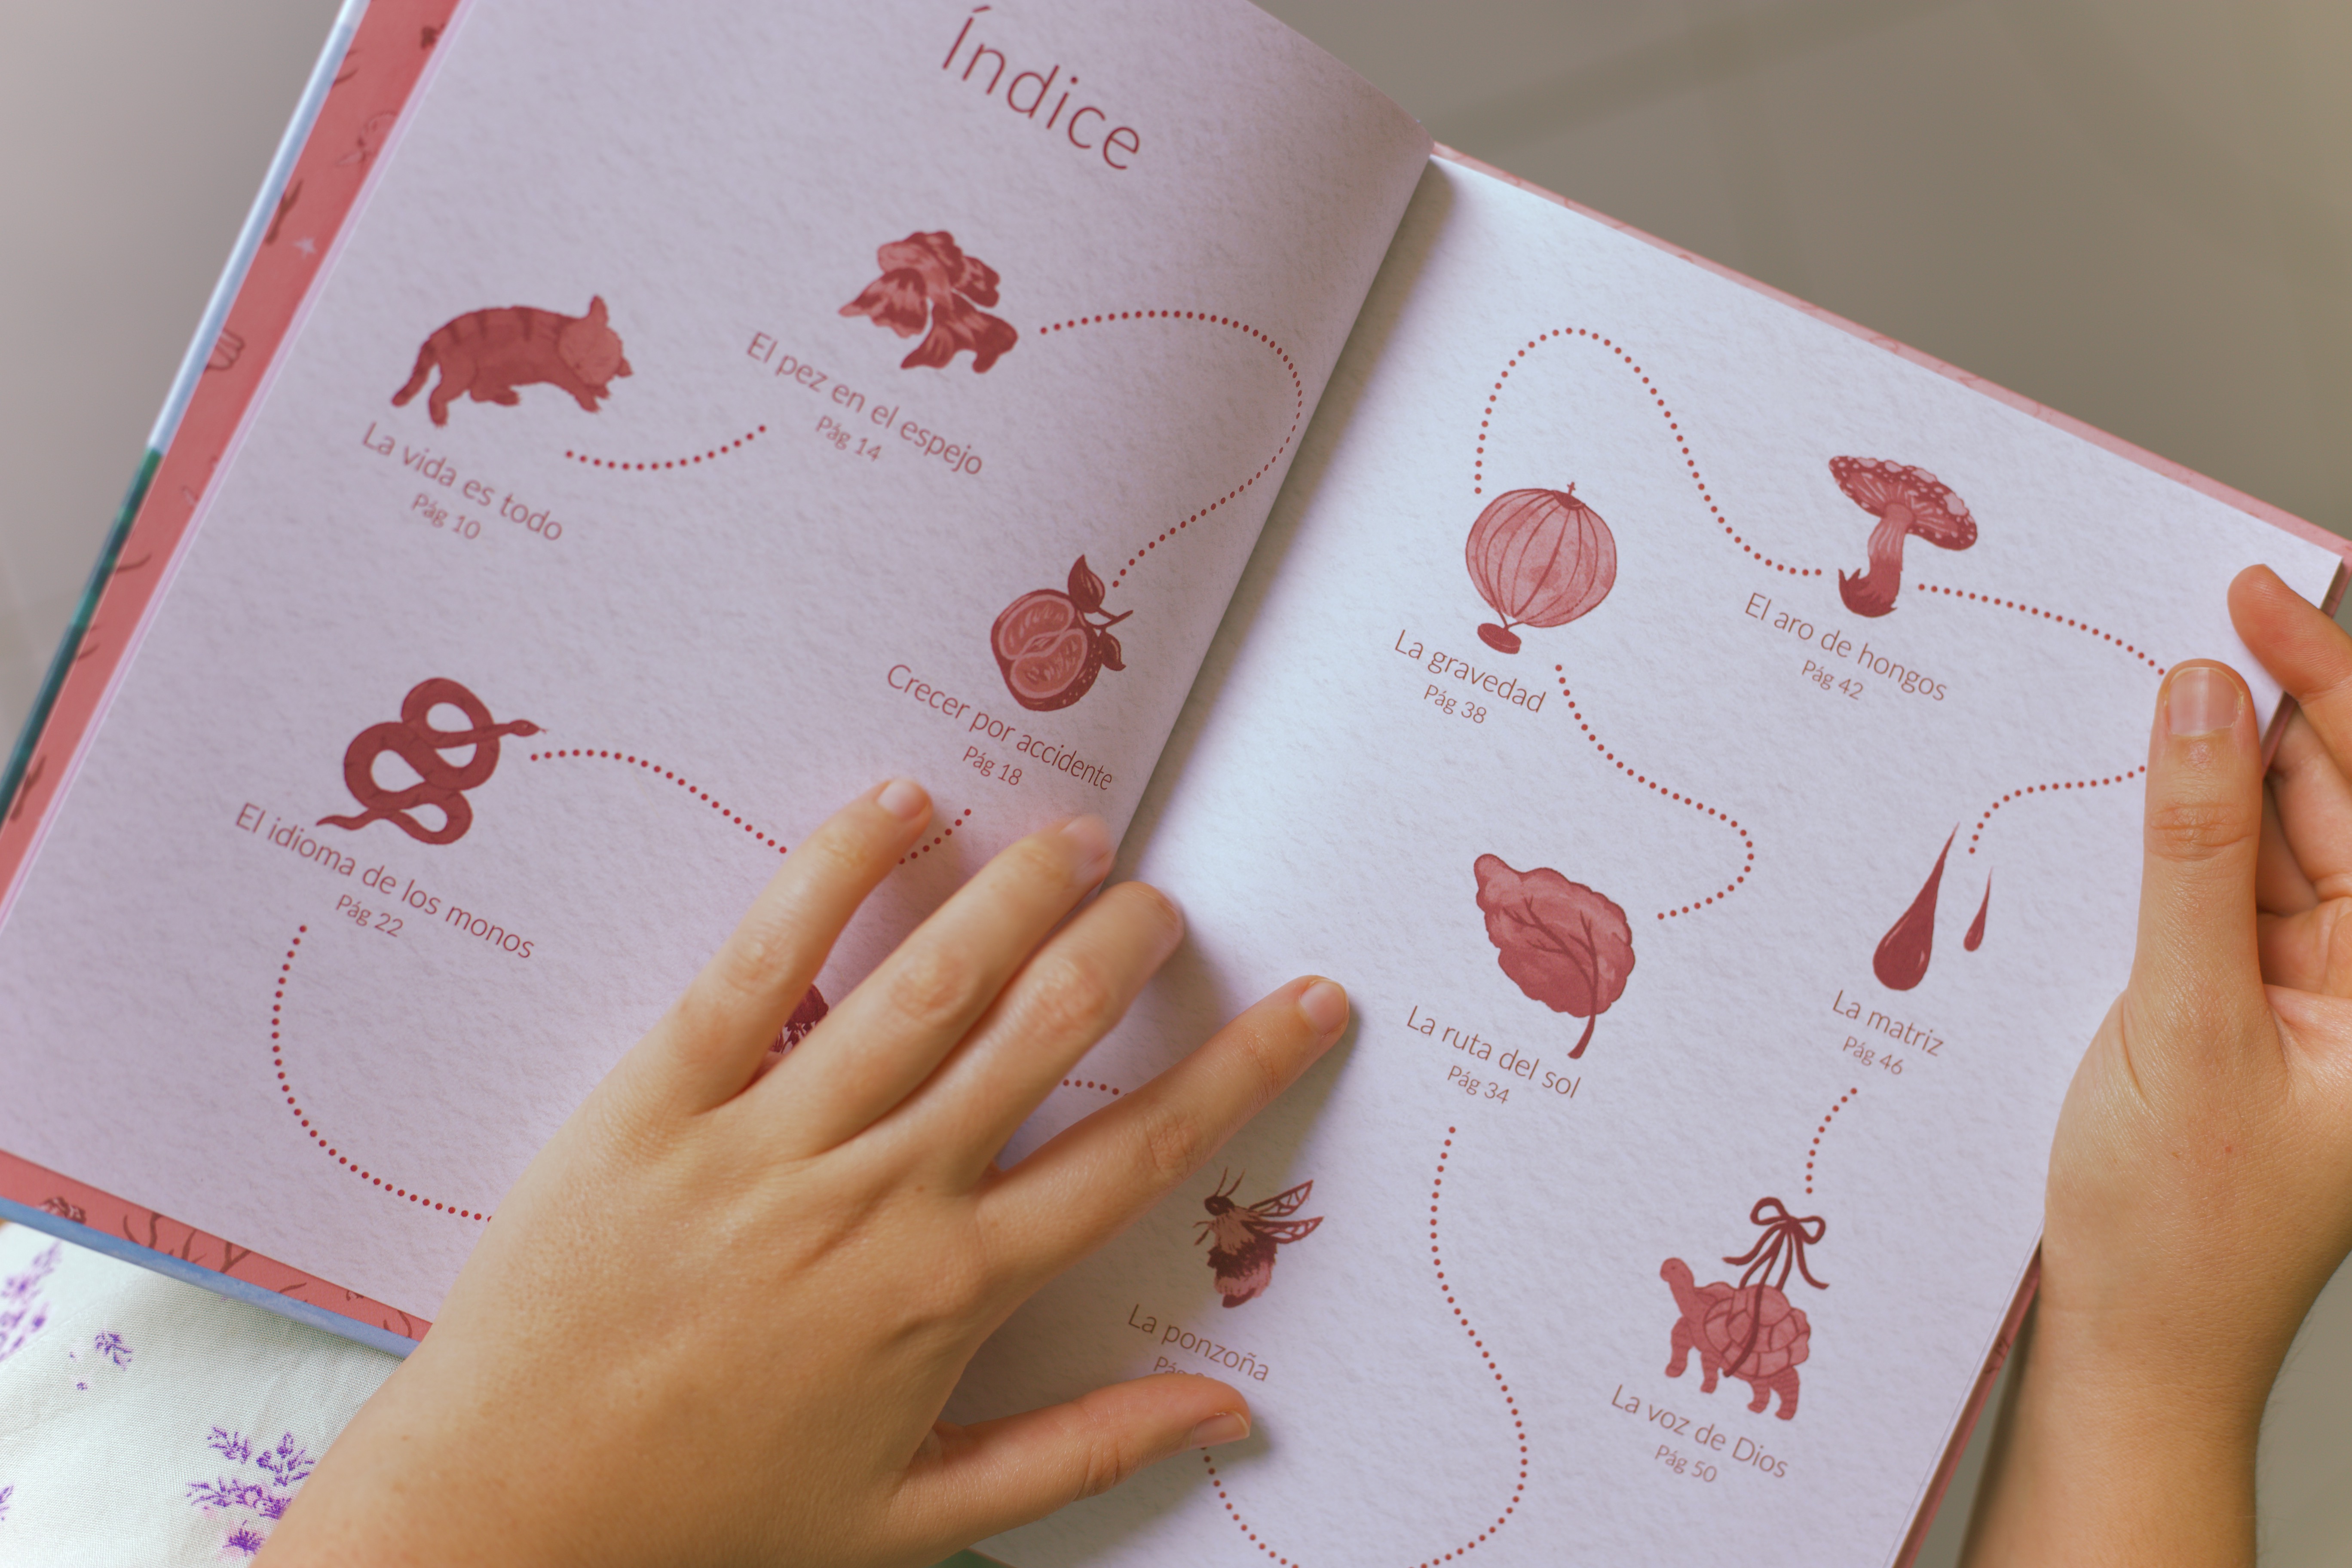 Índice
La vida es todo
Pág 10
El pez en el espejo
Pág 14
Crecer por accidente
Pág 18
El idioma de los monos
Pág 22
La ponzoña
Pág
La ruta del sol
Pág 34
La gravedad
Pág 38
El aro de hongos
Pág 42
La matriz
Pág 46
La voz de Dios
Pág 50